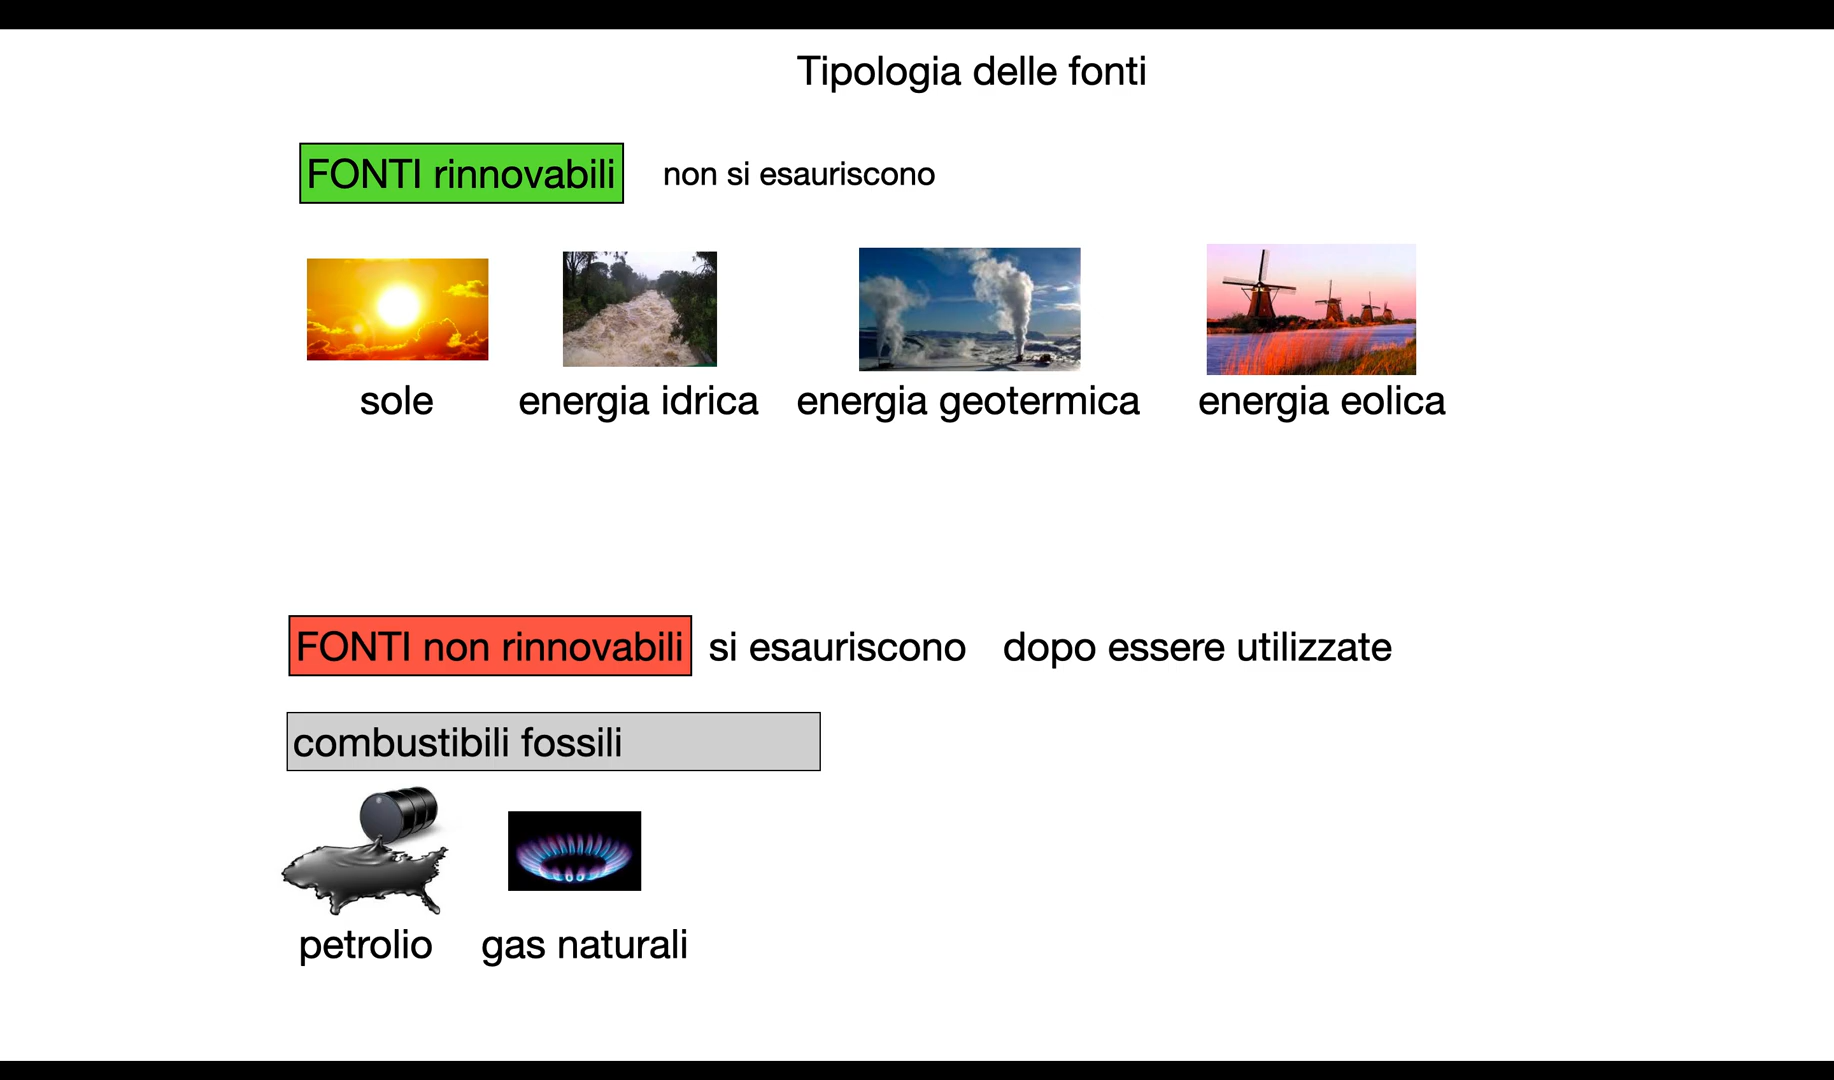 Tipologia delle fonti
FONTI rinnovabili non si esauriscono
sole energia idrica energia geotermica energia eolica
FONTI non rinnovabili si esauriscono dopo essere utilizzate
combustibili fossili
petrolio gas naturali